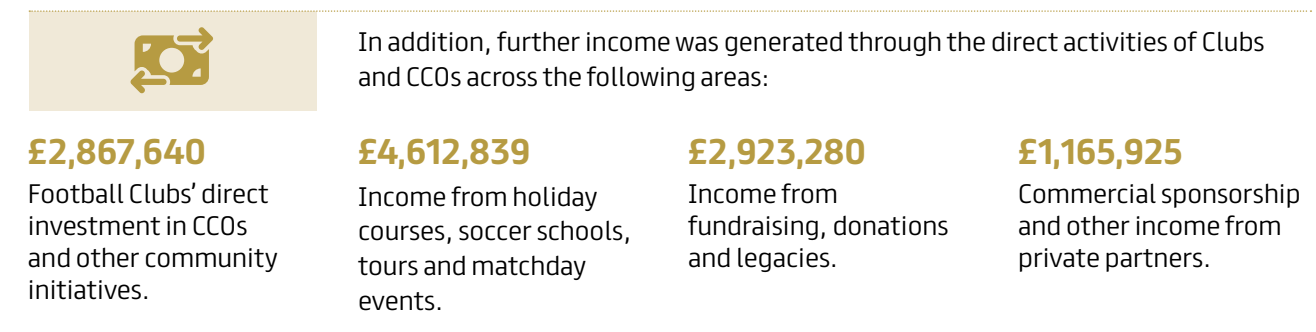 In addition, further income was generated through the direct activities of Clubs
and CCOs across the following areas:
£2,867,640
Football Clubs' direct
investment in CCOs
and other community
initiatives.
£4,612,839
Income from holiday
courses, soccer schools,
tours and matchday
events.
£2,923,280
Income from
fundraising, donations
and legacies.
£1,165,925
Commercial sponsorship
and other income from
private partners.